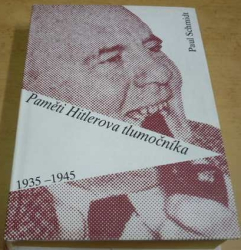 Paul Schmidt
Paměti Hitlerova tlumočníka
1935 – 1945